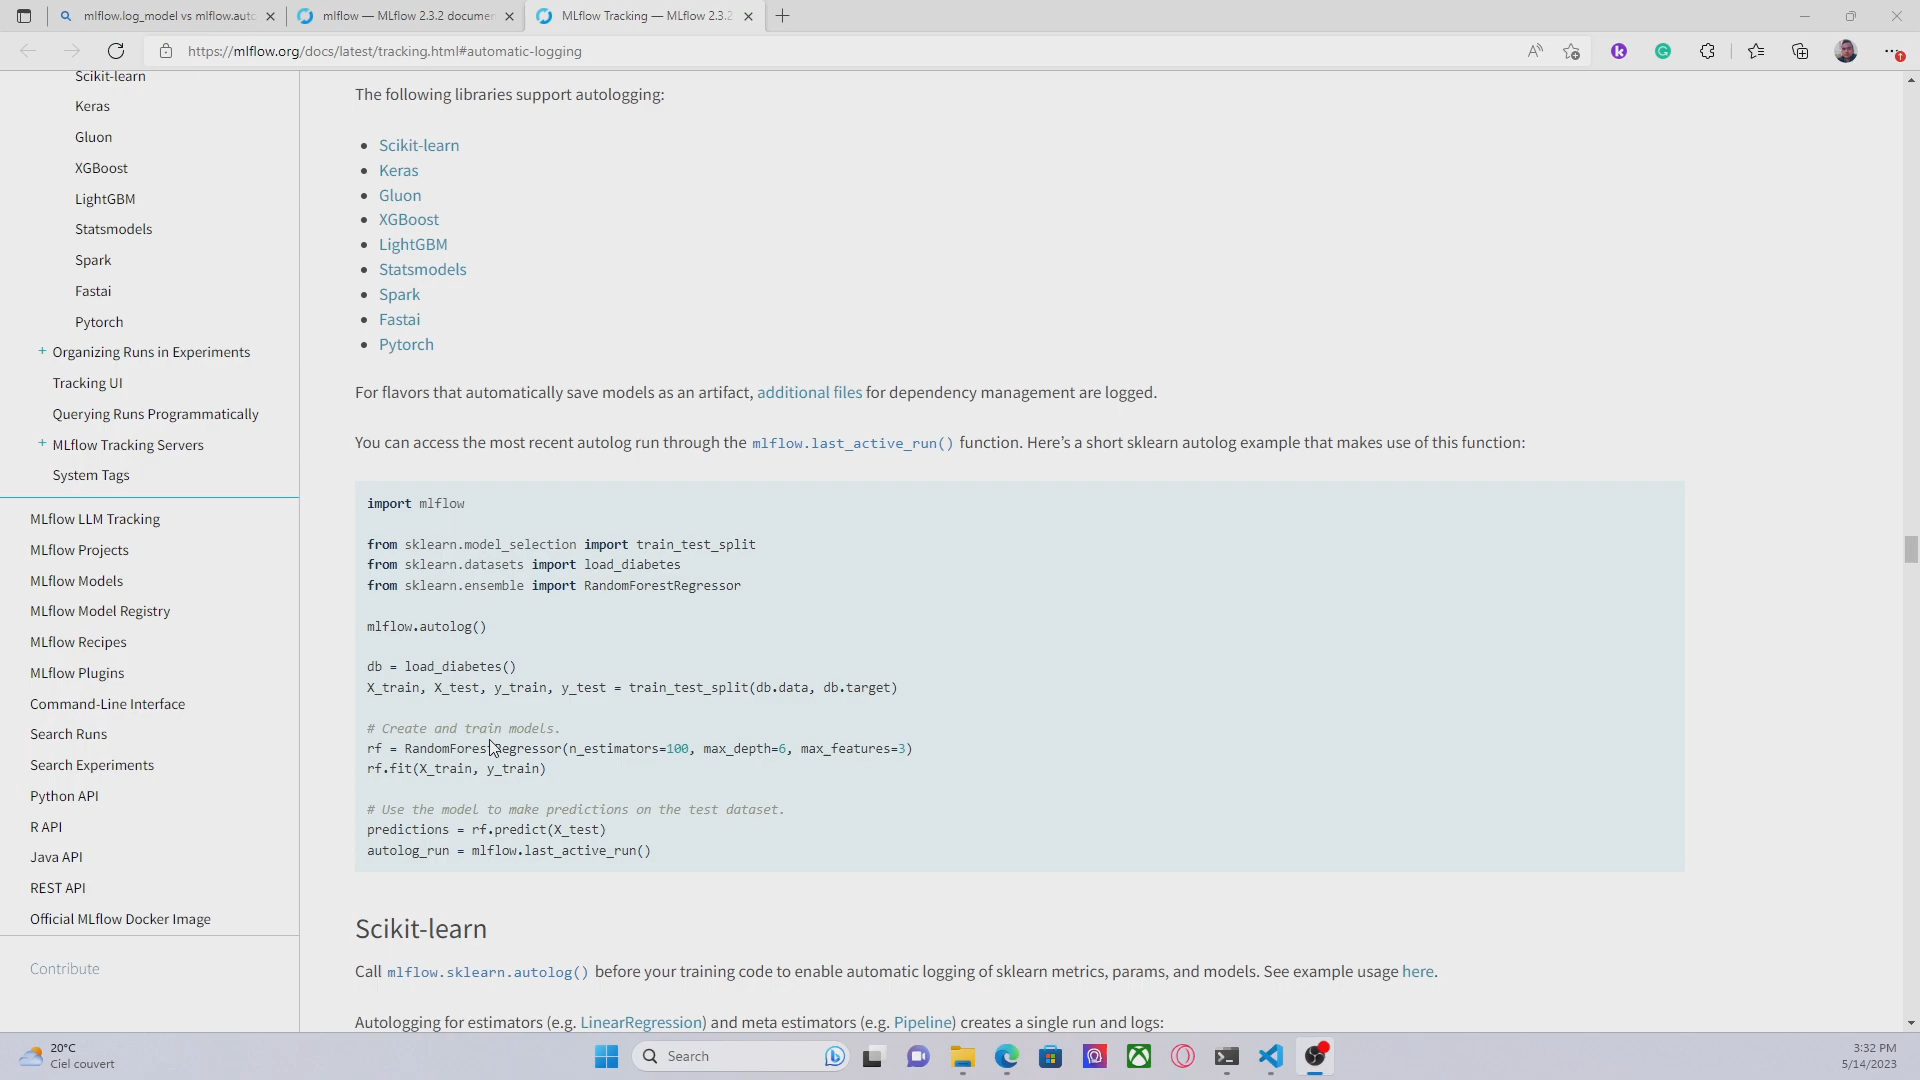 mlflow.log_model vs mlflow.auto
mlflow — MLflow 2.3.2 documen
MLflow Tracking — MLflow 2.3.2
https://mlflow.org/docs/latest/tracking.html#automatic-logging
Scikit-learn
Keras
Gluon
XGBoost
LightGBM
Statsmodels
Spark
Fastai
Pytorch
+ Organizing Runs in Experiments
Tracking UI
Querying Runs Programmatically
+ MLflow Tracking Servers
System Tags
MLflow LLM Tracking
MLflow Projects
MLflow Models
MLflow Model Registry
MLflow Recipes
MLflow Plugins
Command-Line Interface
Search Runs
Search Experiments
Python API
R API
Java API
REST API
Official MLflow Docker Image
Contribute
The following libraries support autologging:
• Scikit-learn
• Keras
• Gluon
• XGBoost
• LightGBM
• Statsmodels
• Spark
• Fastai
• Pytorch
For flavors that automatically save models as an artifact, additional files for dependency management are logged.
You can access the most recent autolog run through the mlflow.last_active_run() function. Here’s a short sklearn autolog example that makes use of this function:
import mlflow
from sklearn.model_selection import train_test_split
from sklearn.datasets import load_diabetes
from sklearn.ensemble import RandomForestRegressor
mlflow.autolog()
db = load_diabetes()
X_train, X_test, y_train, y_test = train_test_split(db.data, db.target)
# Create and train models.
rf = RandomForestRegressor(n_estimators=100, max_depth=6, max_features=3)
rf.fit(X_train, y_train)
# Use the model to make predictions on the test dataset.
predictions = rf.predict(X_test)
autolog_run = mlflow.last_active_run()
Scikit-learn
Call mlflow.sklearn.autolog() before your training code to enable automatic logging of sklearn metrics, params, and models. See example usage here.
Autologging for estimators (e.g. LinearRegression) and meta estimators (e.g. Pipeline) creates a single run and logs:
20°C
Ciel couvert
Search
3:32 PM
5/14/2023